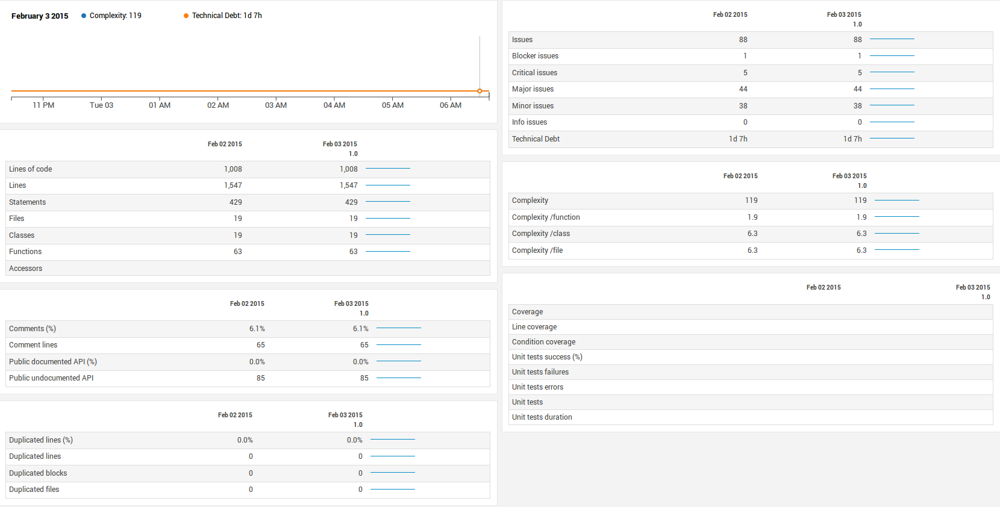 February 3 2015 Complexity: 119 Technical Debt: 1d 7h
11 PM Tue 03 01 AM 02 AM 03 AM 04 AM 05 AM 06 AM
Feb 02 2015 Feb 03 2015
1.0
Lines of code 1,008 1,008
Lines 1,547 1,547
Statements 429 429
Files 19 19
Classes 19 19
Functions 63 63
Accessors
Feb 02 2015 Feb 03 2015
1.0
Comments (%) 6.1% 6.1%
Comment lines 65 65
Public documented API (%) 0.0% 0.0%
Public undocumented API 85 85
Feb 02 2015 Feb 03 2015
1.0
Duplicated lines (%) 0.0% 0.0%
Duplicated lines 0 0
Duplicated blocks 0 0
Duplicated files 0 0
Feb 02 2015 Feb 03 2015
1.0
Issues 88 88
Blocker issues 1 1
Critical issues 5 5
Major issues 44 44
Minor issues 38 38
Info issues 0 0
Technical Debt 1d 7h 1d 7h
Feb 02 2015 Feb 03 2015
1.0
Complexity 119 119
Complexity /function 1.9 1.9
Complexity /class 6.3 6.3
Complexity /file 6.3 6.3
Feb 02 2015 Feb 03 2015
1.0
Coverage
Line coverage
Condition coverage
Unit tests success (%)
Unit tests failures
Unit tests errors
Unit tests
Unit tests duration